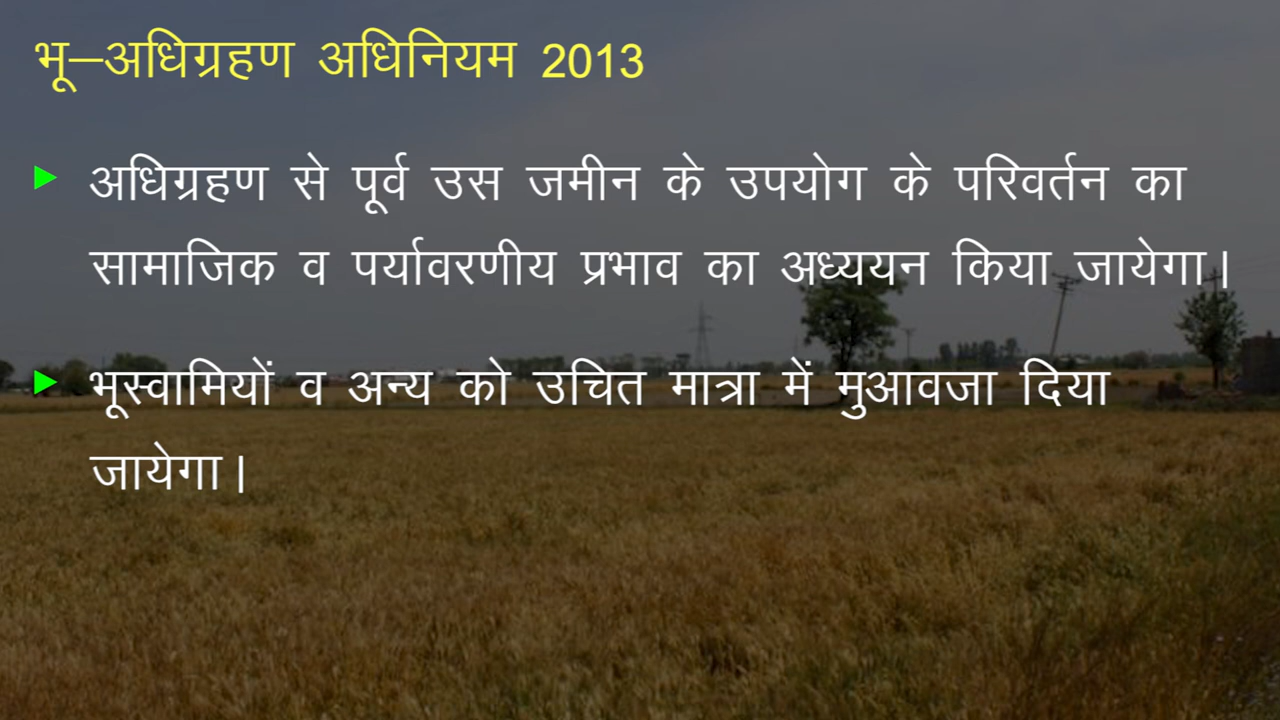 भू–अधिग्रहण अधिनियम 2013
अधिग्रहण से पूर्व उस जमीन के उपयोग के परिवर्तन का
सामाजिक व पर्यावरणीय प्रभाव का अध्ययन किया जायेगा।
भूस्वामियों व अन्य को उचित मात्रा में मुआवजा दिया
जायेगा।